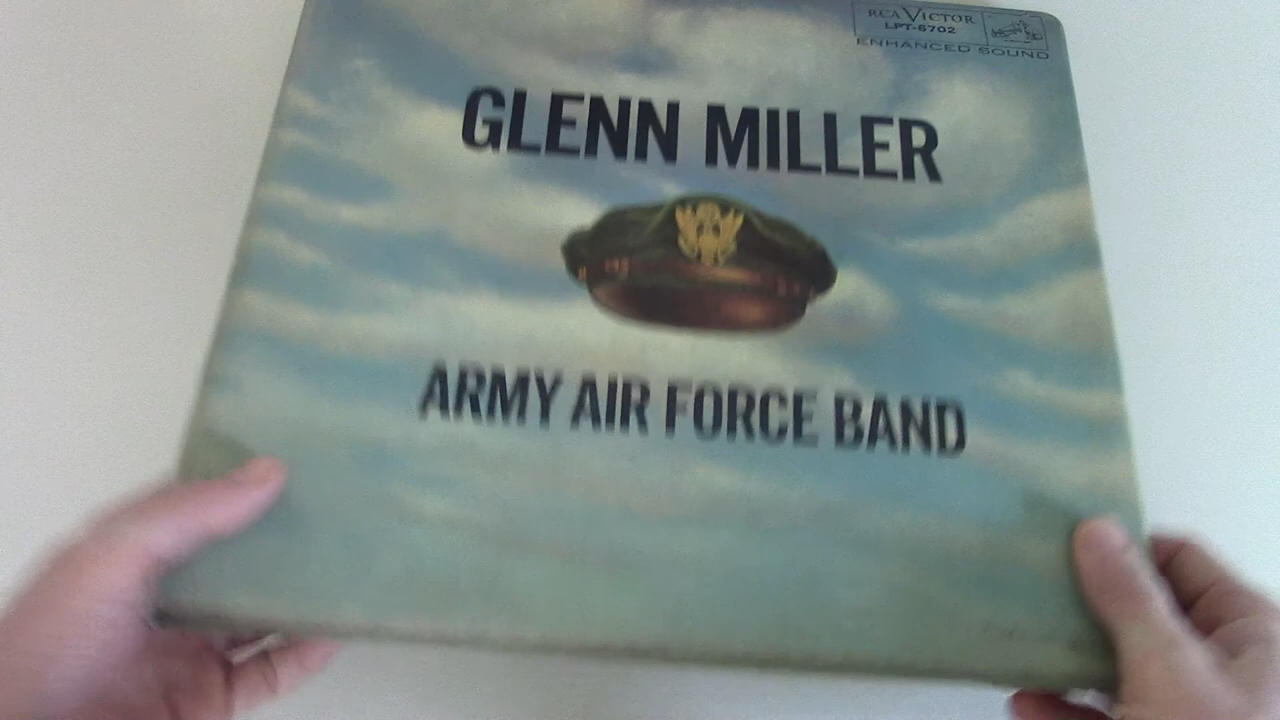 RCA VICTOR
LPT-6702
ENHANCED SOUND
GLENN MILLER
ARMY AIR FORCE BAND